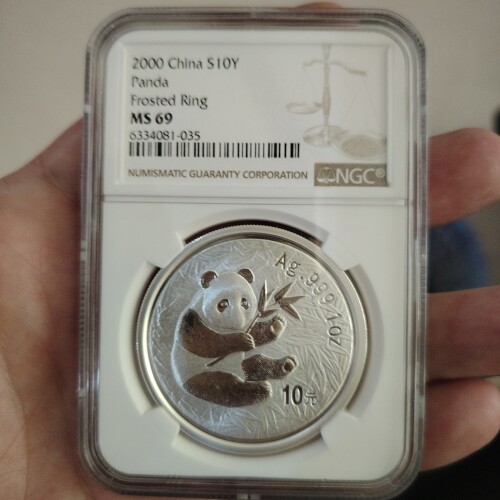 2000 China S10Y
Panda
Frosted Ring
MS 69
6334081-035
NUMISMATIC GUARANTY CORPORATION
NGC®
Ag.999 1oz
10元